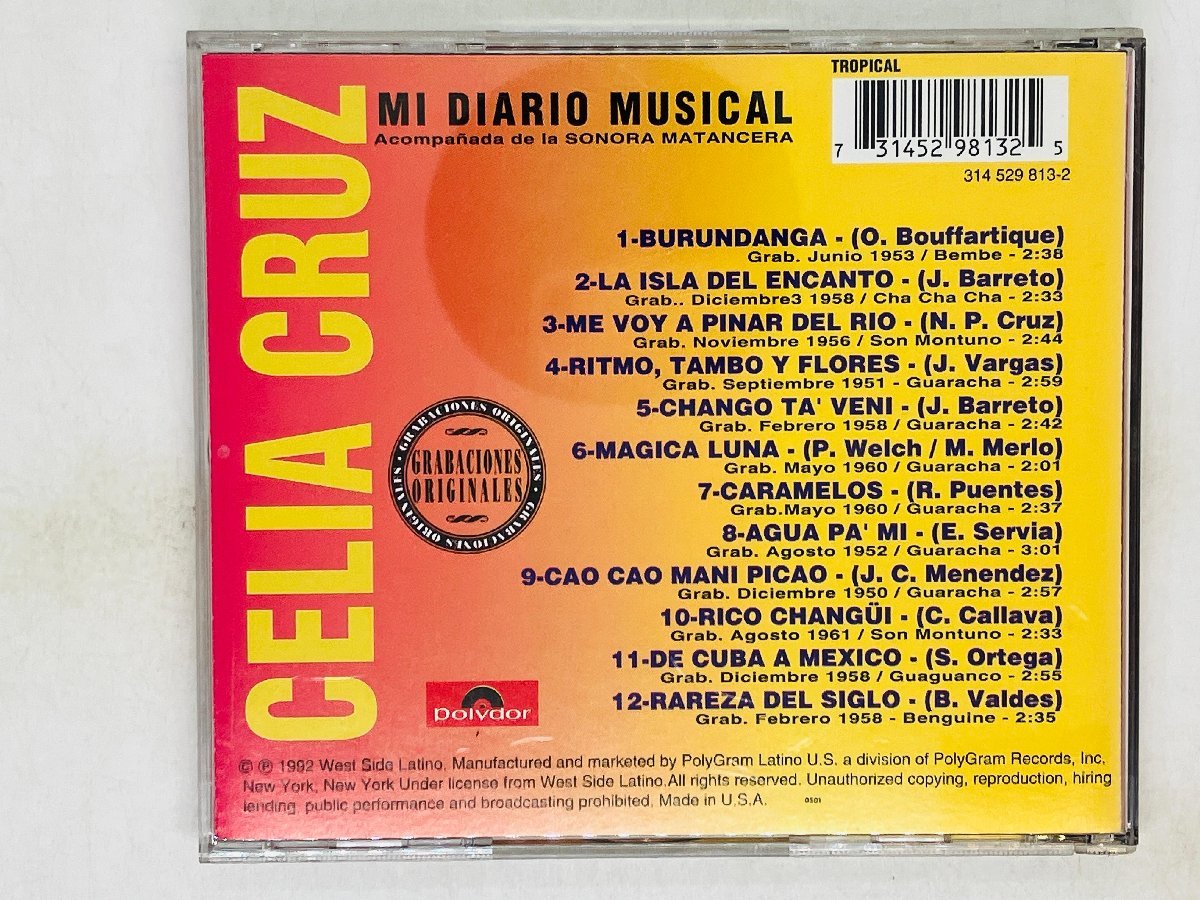 CELIA CRUZ
MI DIARIO MUSICAL
Acompañada de la SONORA MATANCERA
TROPICAL
7 31452 98132 5
314 529 813-2
1-BURUNDANGA - (O. Bouffartique)
Grab. Junio 1953 / Bembe - 2:38
2-LA ISLA DEL ENCANTO - (J. Barreto)
Grab.. Diciembre3 1958 / Cha Cha Cha - 2:33
3-ME VOY A PINAR DEL RIO - (N. P. Cruz)
Grab. Noviembre 1956 / Son Montuno - 2:44
4-RITMO, TAMBO Y FLORES - (J. Vargas)
Grab. Septiembre 1951 - Guaracha - 2:59
5-CHANGO TA' VENI - (J. Barreto)
Grab. Febrero 1958 / Guaracha - 2:42
6-MAGICA LUNA - (P. Welch / M. Merlo)
Grab. Mayo 1960 / Guaracha - 2:01
7-CARAMELOS - (R. Puentes)
Grab.Mayo 1960 / Guaracha - 2:37
8-AGUA PA' MI - (E. Servia)
Grab. Agosto 1952 / Guaracha - 3:01
9-CAO CAO MANI PICAO - (J. C. Menendez)
Grab. Diciembre 1950 / Guaracha - 2:57
10-RICO CHANGÜI - (C. Callava)
Grab. Agosto 1961 / Son Montuno - 2:33
11-DE CUBA A MEXICO - (S. Ortega)
Grab. Diciembre 1958 / Guaguanco - 2:55
12-RAREZA DEL SIGLO - (B. Valdes)
Grab. Febrero 1958 - Benguine - 2:35
GRABACIONES ORIGINALES · GRABACIONES ORIGINALES ·
GRABACIONES
ORIGINALES
polydor
© ℗ 1992 West Side Latino. Manufactured and marketed by PolyGram Latino U.S. a division of PolyGram Records, Inc,
New York, New York Under license from West Side Latino.All rights reserved. Unauthorized copying, reproduction, hiring
lending, public performance and broadcasting prohibited. Made in U.S.A. 0501